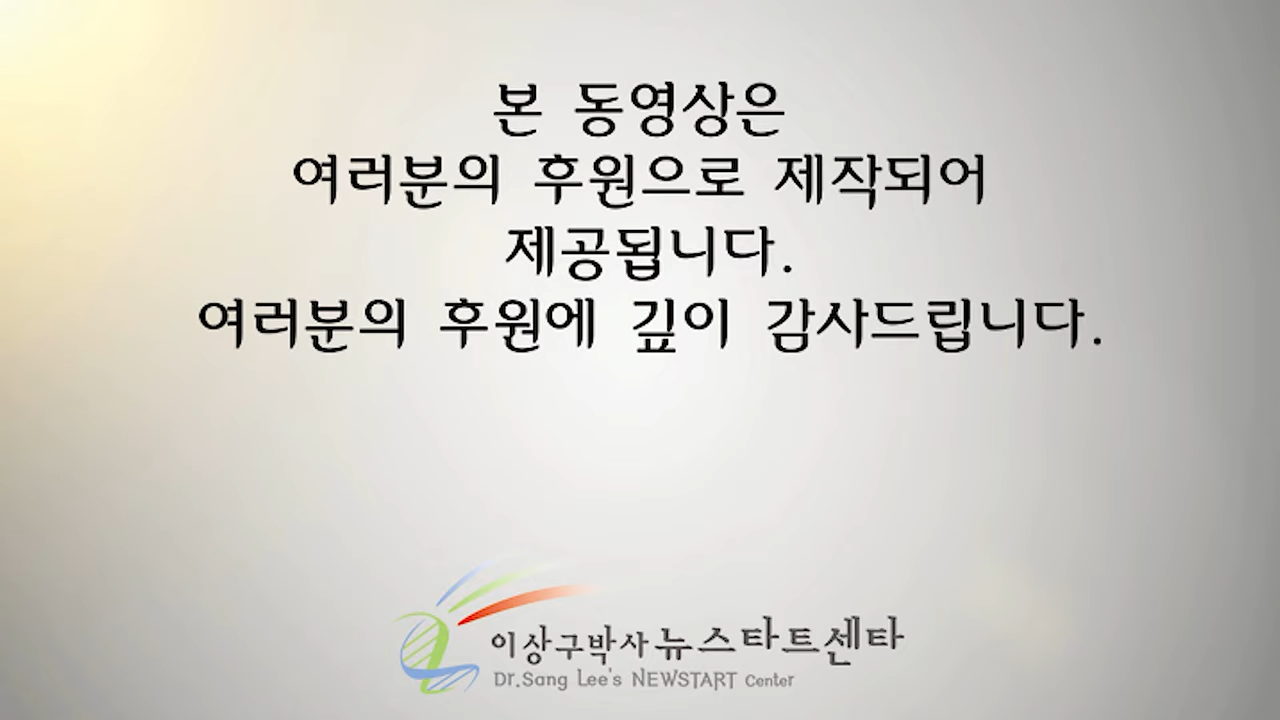 본 동영상은
여러분의 후원으로 제작되어
제공됩니다.
여러분의 후원에 깊이 감사드립니다.
이상구박사 뉴스타트센타
Dr.Sang Lee's NEWSTART Center